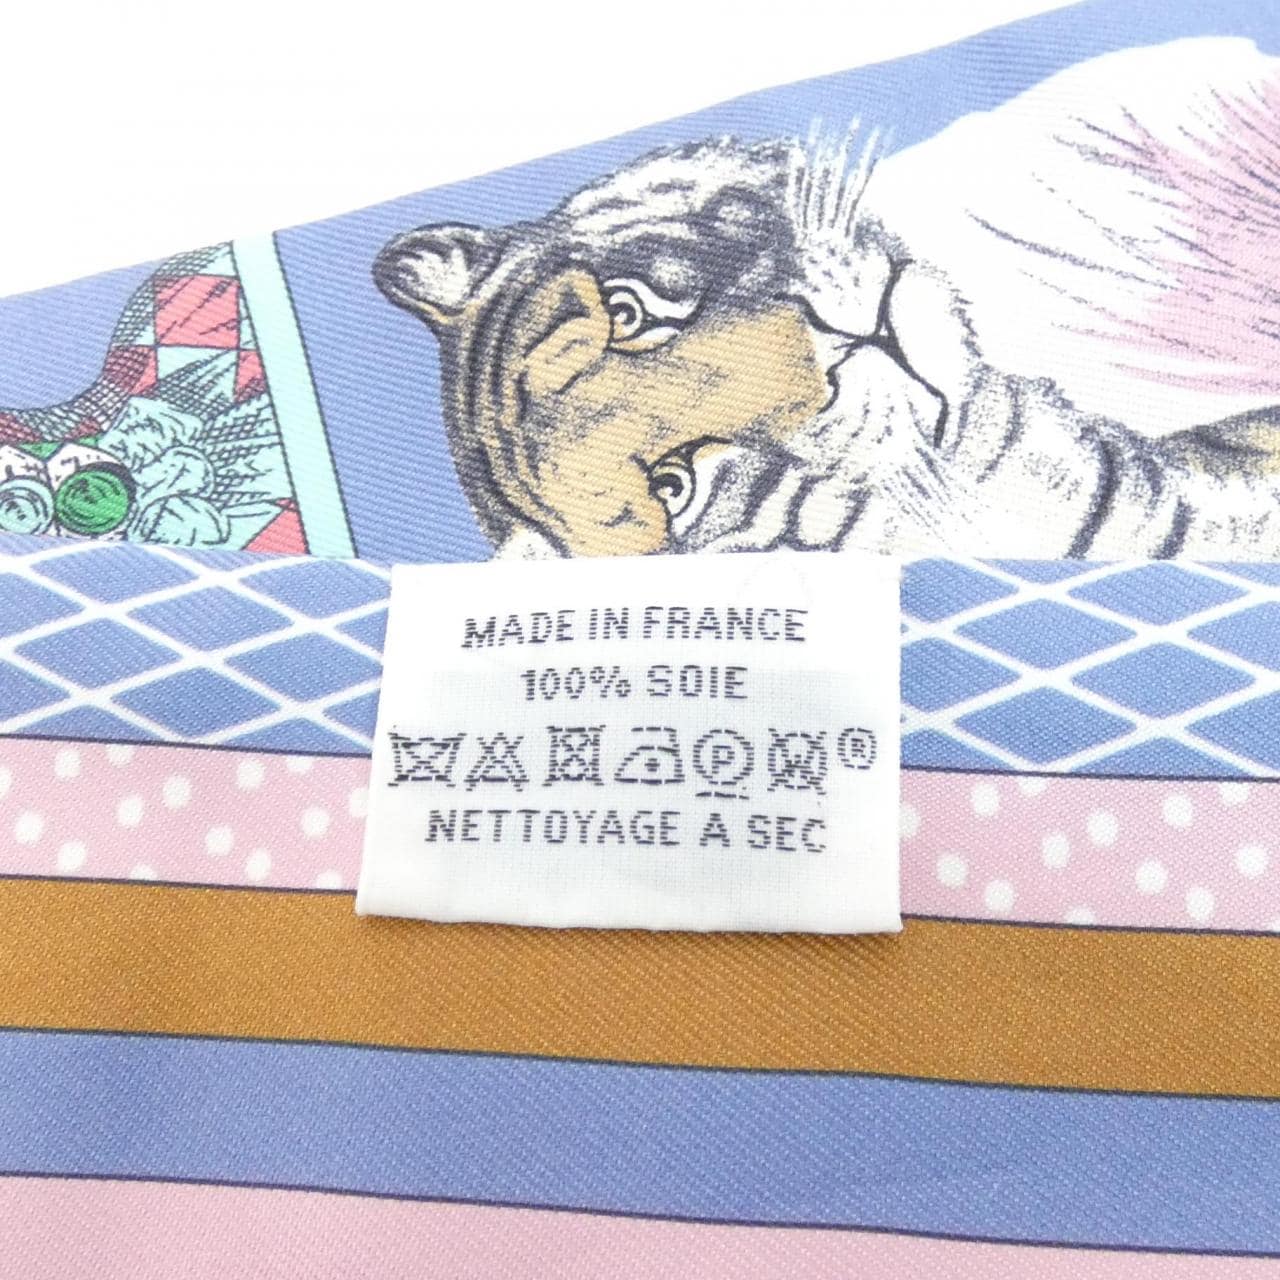 MADE IN FRANCE
100% SOIE
P ®
NETTOYAGE A SEC